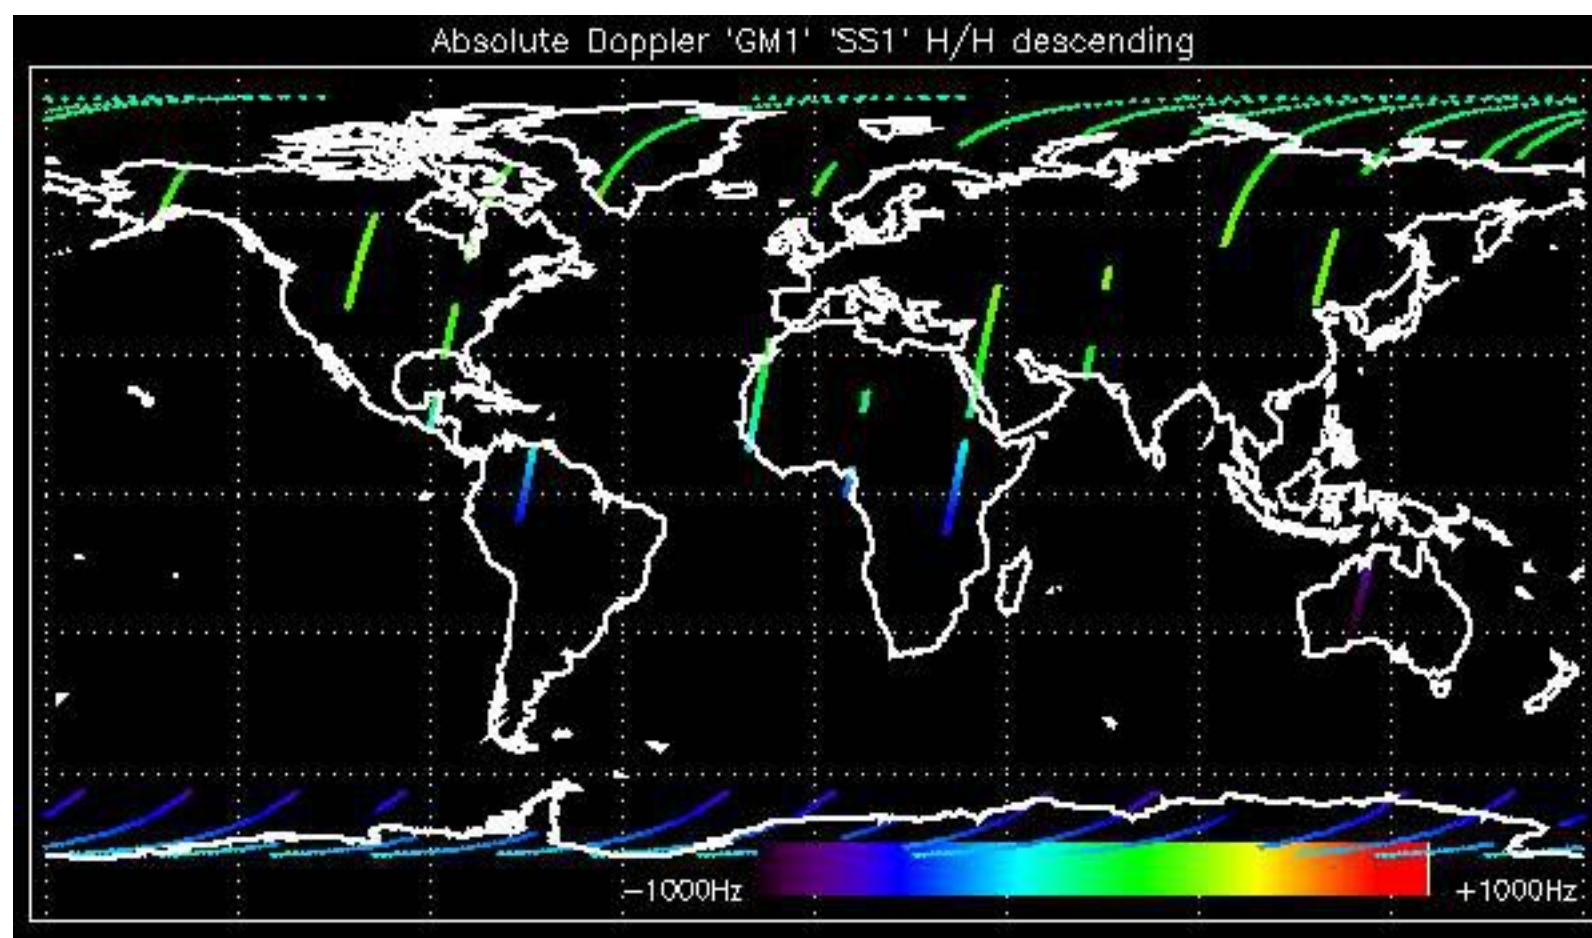 Absolute Doppler 'GM1' 'SS1' H/H descending
-1000Hz +1000Hz